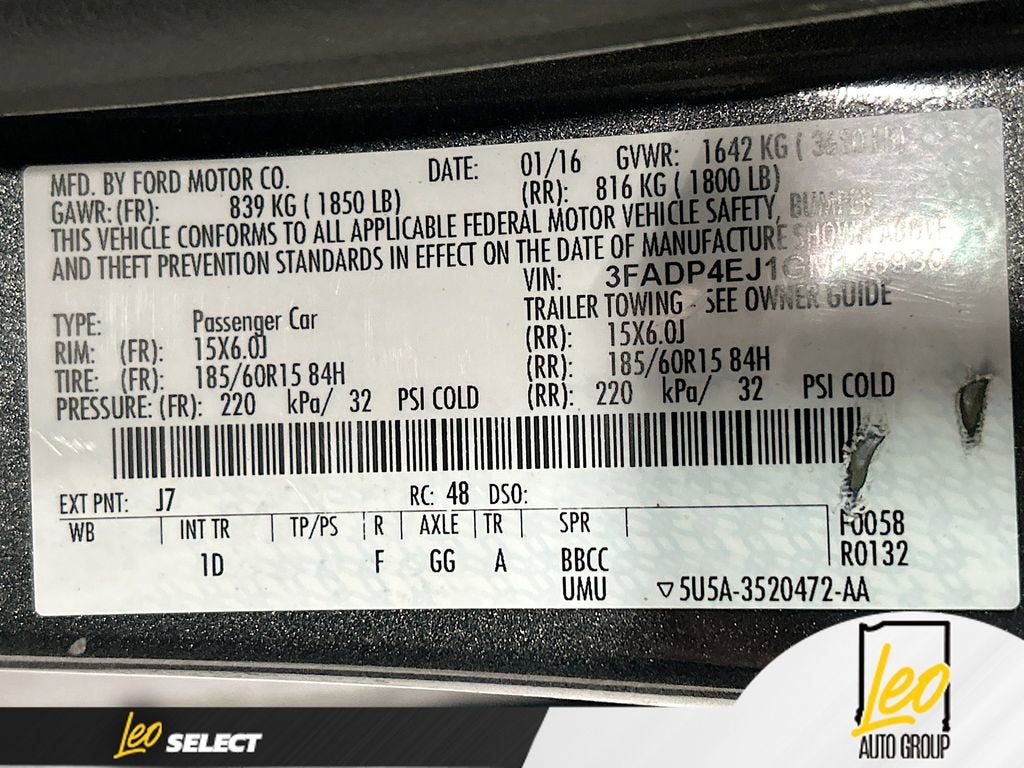 MFD. BY FORD MOTOR CO. DATE: 01/16 GVWR: 1642 KG (
GAWR: (FR): 839 KG ( 1850 LB) (RR): 816 KG ( 1800 LB)
THIS VEHICLE CONFORMS TO ALL APPLICABLE FEDERAL MOTOR VEHICLE SAFETY, BUMPER
AND THEFT PREVENTION STANDARDS IN EFFECT ON THE DATE OF MANUFACTURE SHOWN ABOVE
VIN:
TRAILER TOWING - SEE OWNER GUIDE
TYPE: Passenger Car
RIM: (FR): 15X6.0J (RR): 15X6.0J
TIRE: (FR): 185/60R15 84H (RR): 185/60R15 84H
PRESSURE: (FR): 220 kPa/ 32 PSI COLD (RR): 220 kPa/ 32 PSI COLD
EXT PNT: J7 RC: 48 DSO:
WB INT TR TP/PS R AXLE TR SPR F0058
1D F GG A BBCC R0132
UMU ▽5U5A-3520472-AA
Leo
AUTO GROUP
Leo SELECT